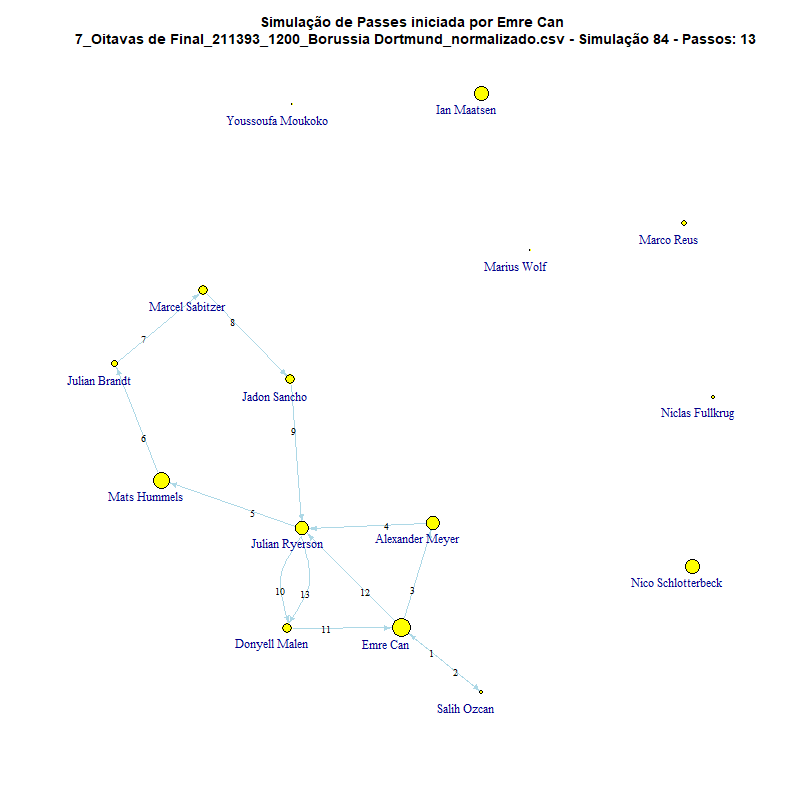 Simulação de Passes iniciada por Emre Can
7_Oitavas de Final_211393_1200_Borussia Dortmund_normalizado.csv - Simulação 84 - Passos: 13
Ian Maatsen
Youssoufa Moukoko
Marco Reus
Marius Wolf
Marcel Sabitzer
8
7
Julian Brandt
Jadon Sancho
Niclas Fullkrug
9
6
Mats Hummels
5
4
Alexander Meyer
Julian Ryerson
Nico Schlotterbeck
10
13
12
3
11
Donyell Malen
Emre Can
1
2
Salih Ozcan